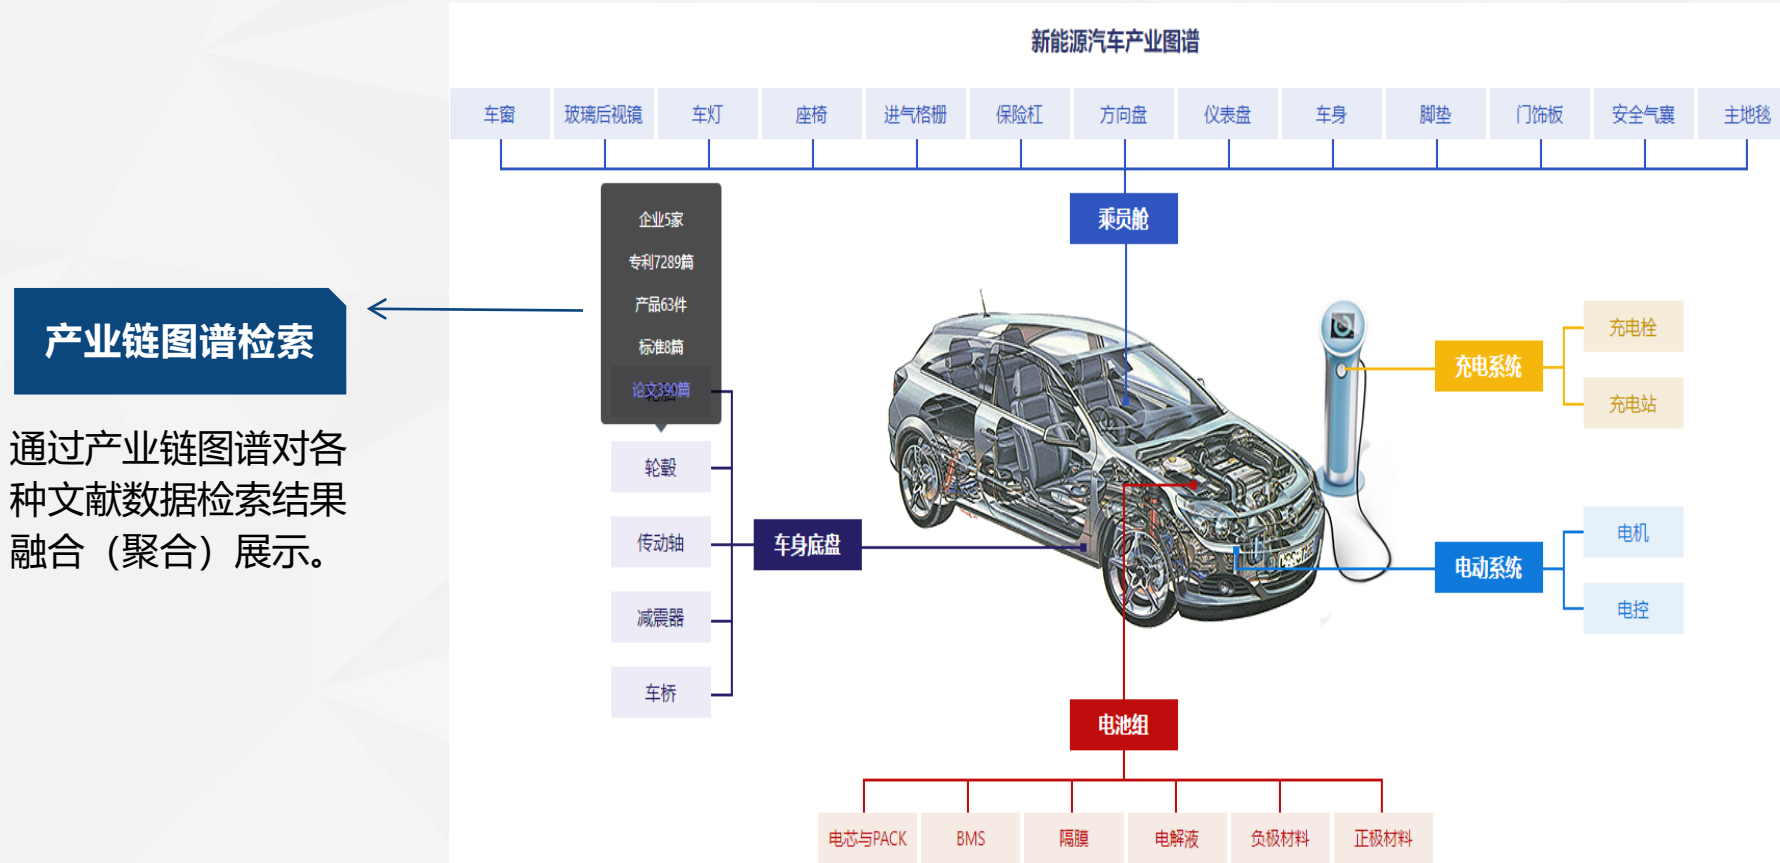 新能源汽车产业图谱
车窗
玻璃后视镜
车灯
座椅
进气格栅
保险杠
方向盘
仪表盘
车身
脚垫
门饰板
安全气囊
主地毯
乘员舱
企业5家
专利7289篇
产品63件
标准8篇
论文390篇
轮毂
传动轴
减震器
车桥
车身底盘
产业链图谱检索
通过产业链图谱对各
种文献数据检索结果
融合（聚合）展示。
充电系统
充电栓
充电站
电动系统
电机
电控
电池组
电芯与PACK
BMS
隔膜
电解液
负极材料
正极材料